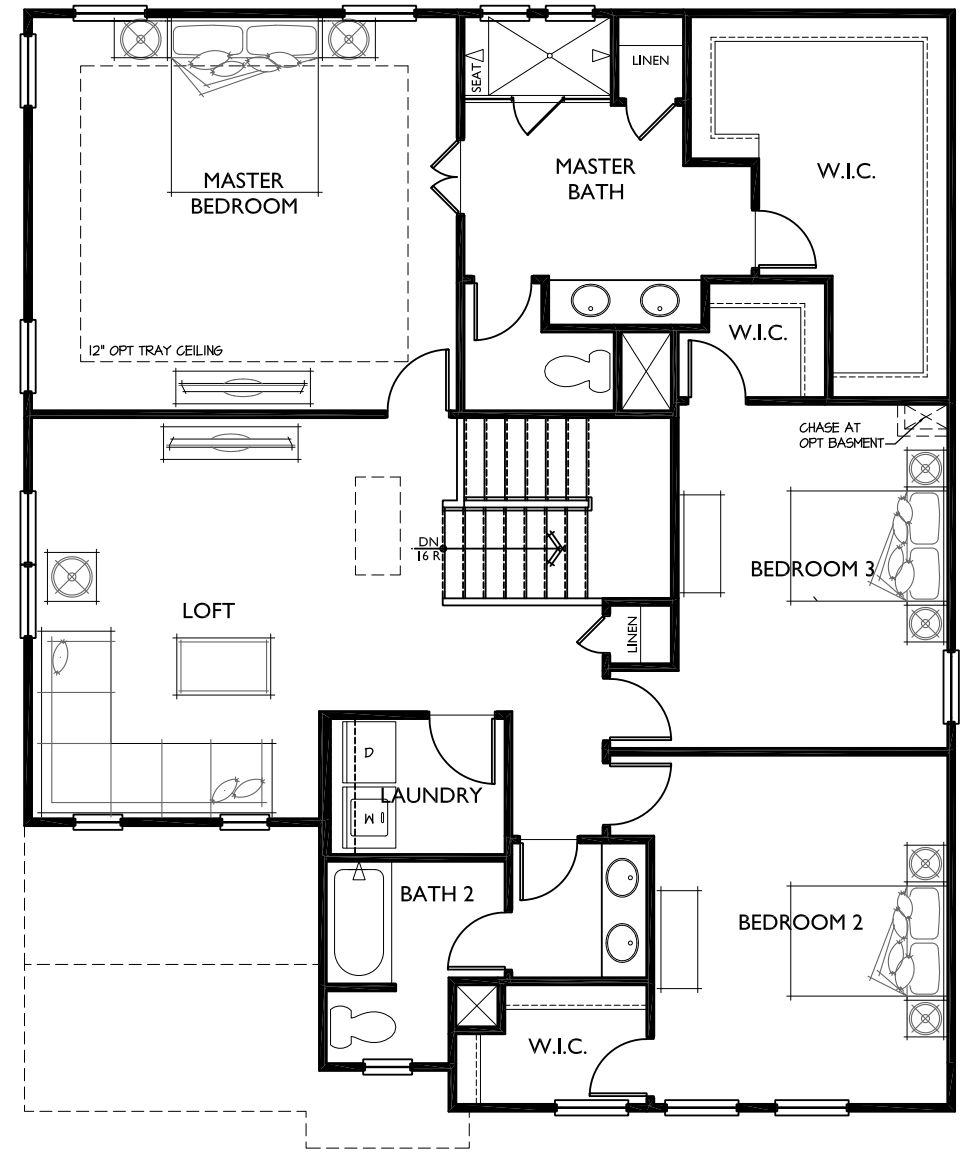 SEAT
LINEN
MASTER
BATH
W.I.C.
MASTER
BEDROOM
12" OPT TRAY CEILING
W.I.C.
CHASE AT
OPT BASMENT
DN
16 R
BEDROOM 3
LOFT
LINEN
D
LAUNDRY
W
BATH 2
BEDROOM 2
W.I.C.